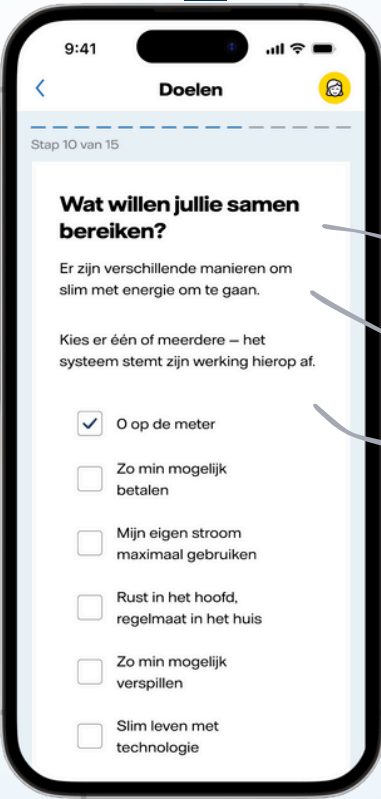 9:41
Doelen
Stap 10 van 15
Wat willen jullie samen
bereiken?
Er zijn verschillende manieren om
slim met energie om te gaan.
Kies er één of meerdere — het
systeem stemt zijn werking hierop af.
O op de meter
Zo min mogelijk
betalen
Mijn eigen stroom
maximaal gebruiken
Rust in het hoofd,
regelmaat in het huis
Zo min mogelijk
verspillen
Slim leven met
technologie